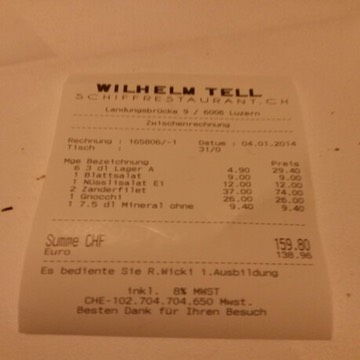 WILHELM TELL
SCHIFFRESTAURANT.CH
Landungsbrücke 9 / 6006 Luzern
Zwischenrechnung
Rechnung : 165806/-1 Datum : 04.01.2014
Tisch : 31/0
Mge Bezeichnung Preis
6 3 dl Lager A 4.90 29.40
1 Blattsalat 9.00 9.00
1 Nüsslisalat Ei 12.00 12.00
2 Zanderfilet 37.00 74.00
1 Gnocchi 26.00 26.00
1 7.5 dl Mineral ohne 9.40 9.40
Summe CHF 159.80
Euro 138.96
Es bediente Sie R.Wicki i.Ausbildung
inkl. 8% MWST
CHE-102.704.704.650 Mwst.
Besten Dank für Ihren Besuch